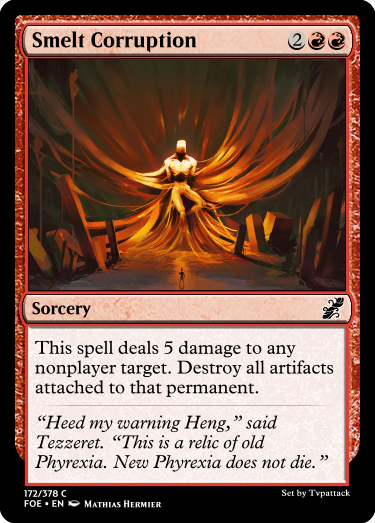 Smelt Corruption 2
Sorcery
This spell deals 5 damage to any
nonplayer target. Destroy all artifacts
attached to that permanent.
“Heed my warning Heng,” said
Tezzeret. “This is a relic of old
Phyrexia. New Phyrexia does not die.”
172/378 C Set by Tvpattack
FOE • EN Mathias Hermier